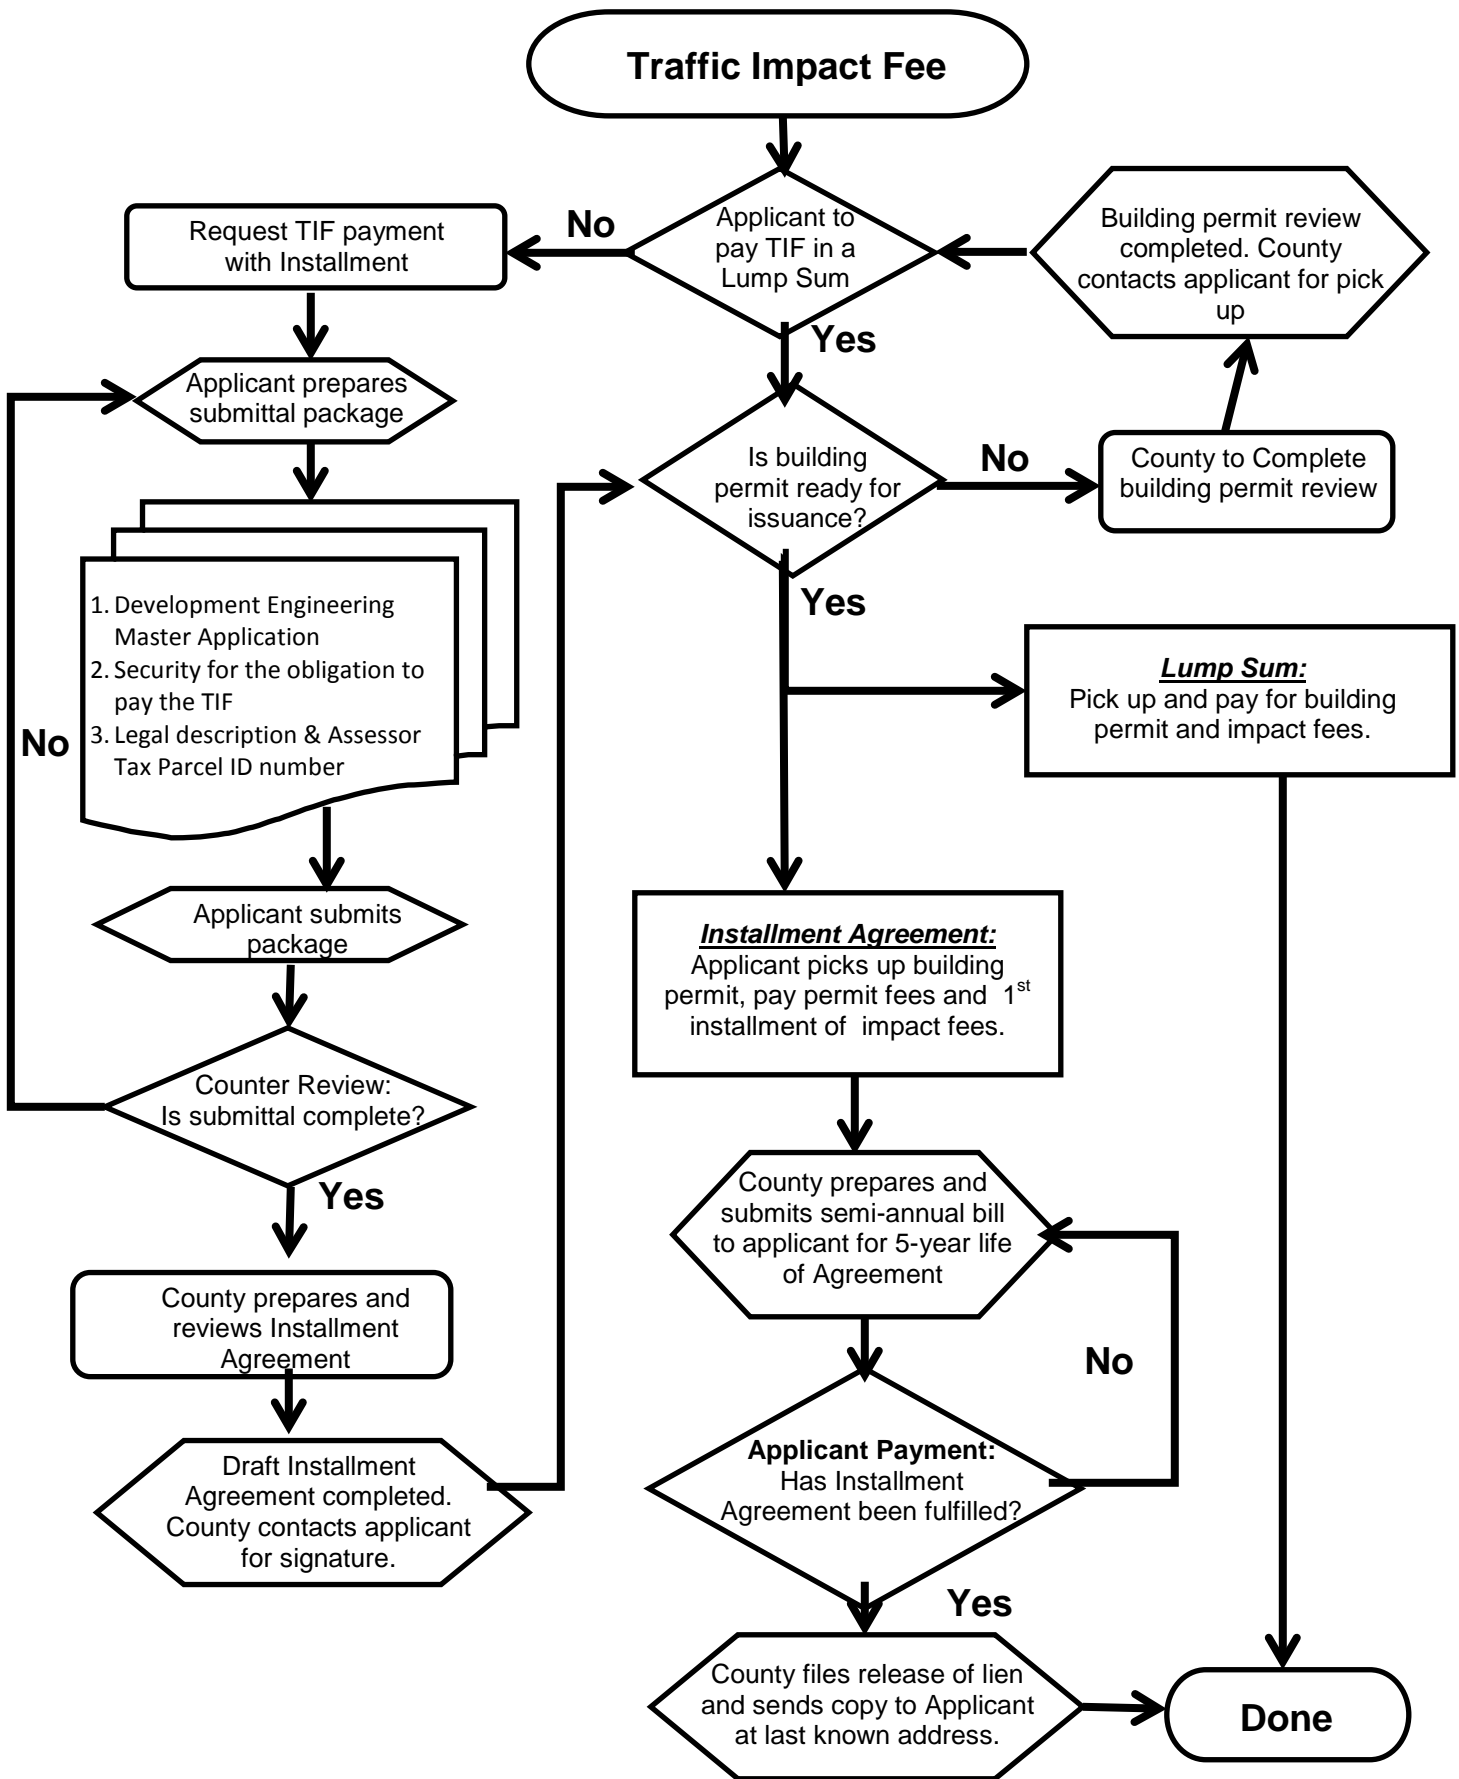 Traffic Impact Fee
Applicant to
pay TIF in a
Lump Sum
No
Request TIF payment
with Installment
Building permit review
completed. County
contacts applicant for pick
up
Yes
Applicant prepares
submittal package
Is building
permit ready for
issuance?
No
County to Complete
building permit review
1. Development Engineering
Master Application
2. Security for the obligation to
pay the TIF
3. Legal description & Assessor
Tax Parcel ID number
No
Yes
Lump Sum:
Pick up and pay for building
permit and impact fees.
Applicant submits
package
Installment Agreement:
Applicant picks up building
permit, pay permit fees and 1st
installment of impact fees.
Counter Review:
Is submittal complete?
Yes
County prepares and
submits semi-annual bill
to applicant for 5-year life
of Agreement
County prepares and
reviews Installment
Agreement
No
Draft Installment
Agreement completed.
County contacts applicant
for signature.
Applicant Payment:
Has Installment
Agreement been fulfilled?
Yes
County files release of lien
and sends copy to Applicant
at last known address.
Done